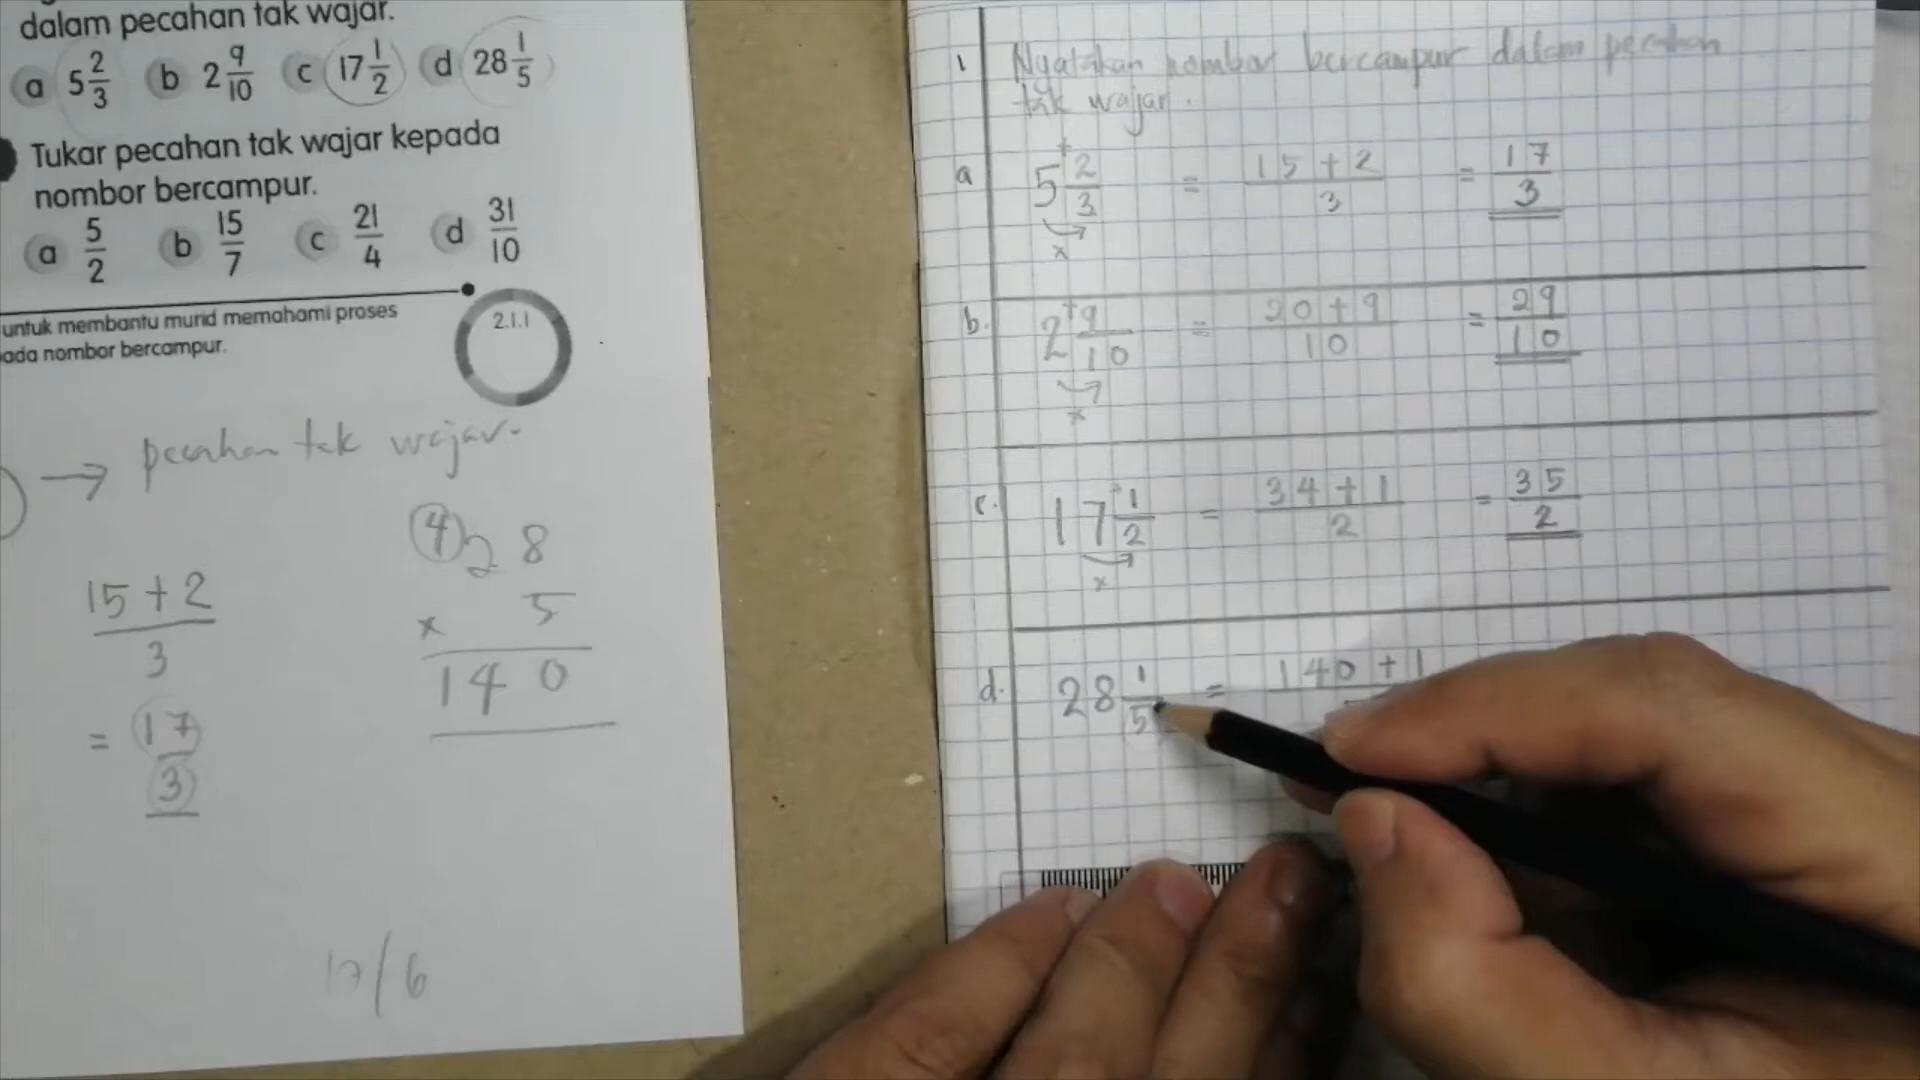 dalam pecahan tak wajar.
a 5 2/3 b 2 9/10 c 17 1/2 d 28 1/5
Tukar pecahan tak wajar kepada
nombor bercampur.
a 5/2 b 15/7 c 21/4 d 31/10
untuk membantu murid memahami proses
ada nombor bercampur.
2.1.1
→ pecahan tak wajar.
15 + 2
3
= 17
3
4 28
× 5
140
17/6
1 Nyatakan nombor bercampur dalam pecahan
tak wajar.
a 5 + 2/3 = 15 + 2/3 = 17/3
×
b. 2 + 9/10 = 20 + 9/10 = 29/10
×
c. 17 + 1/2 = 34 + 1/2 = 35/2
×
d. 28 1/5 = 140 + 1